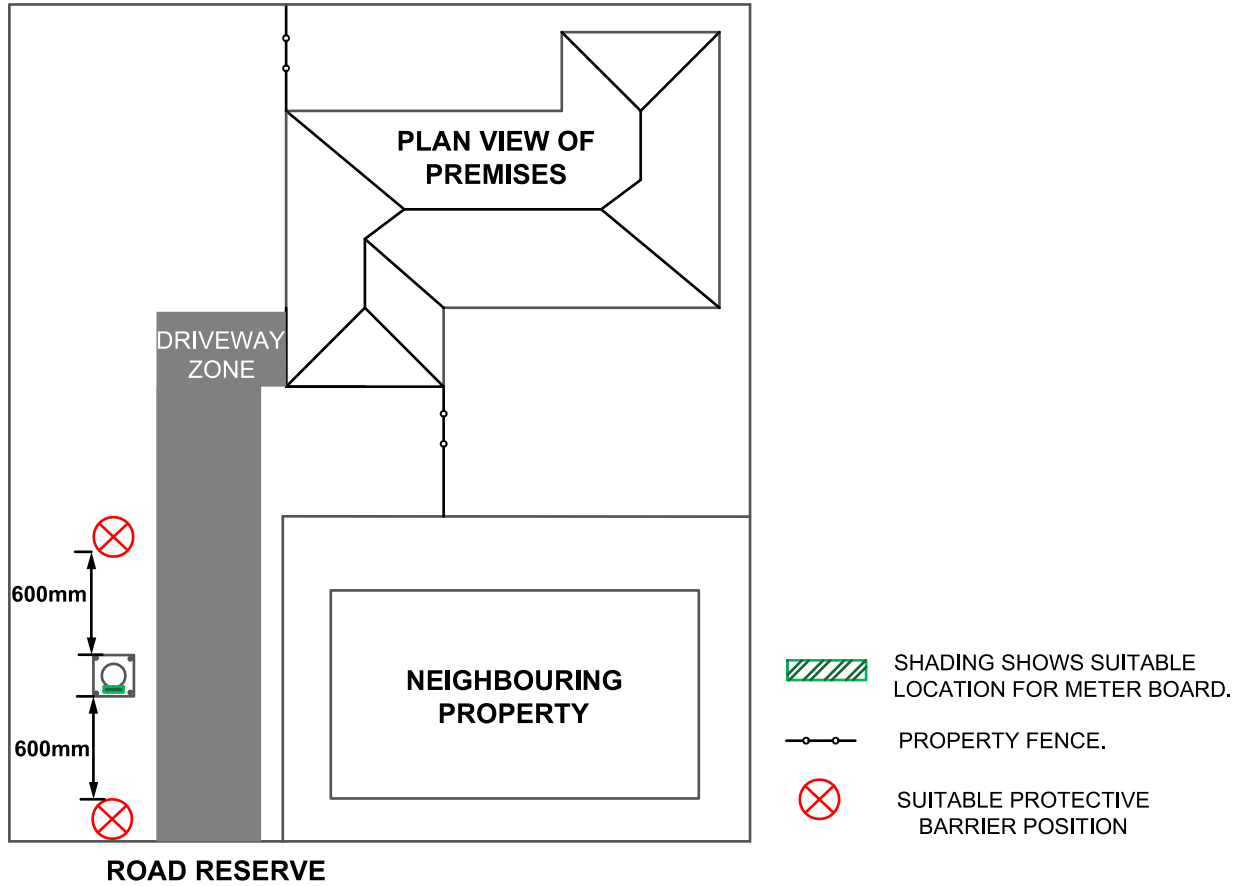 PLAN VIEW OF
PREMISES
DRIVEWAY
ZONE
600mm
600mm
NEIGHBOURING
PROPERTY
ROAD RESERVE
SHADING SHOWS SUITABLE
LOCATION FOR METER BOARD.
PROPERTY FENCE.
SUITABLE PROTECTIVE
BARRIER POSITION